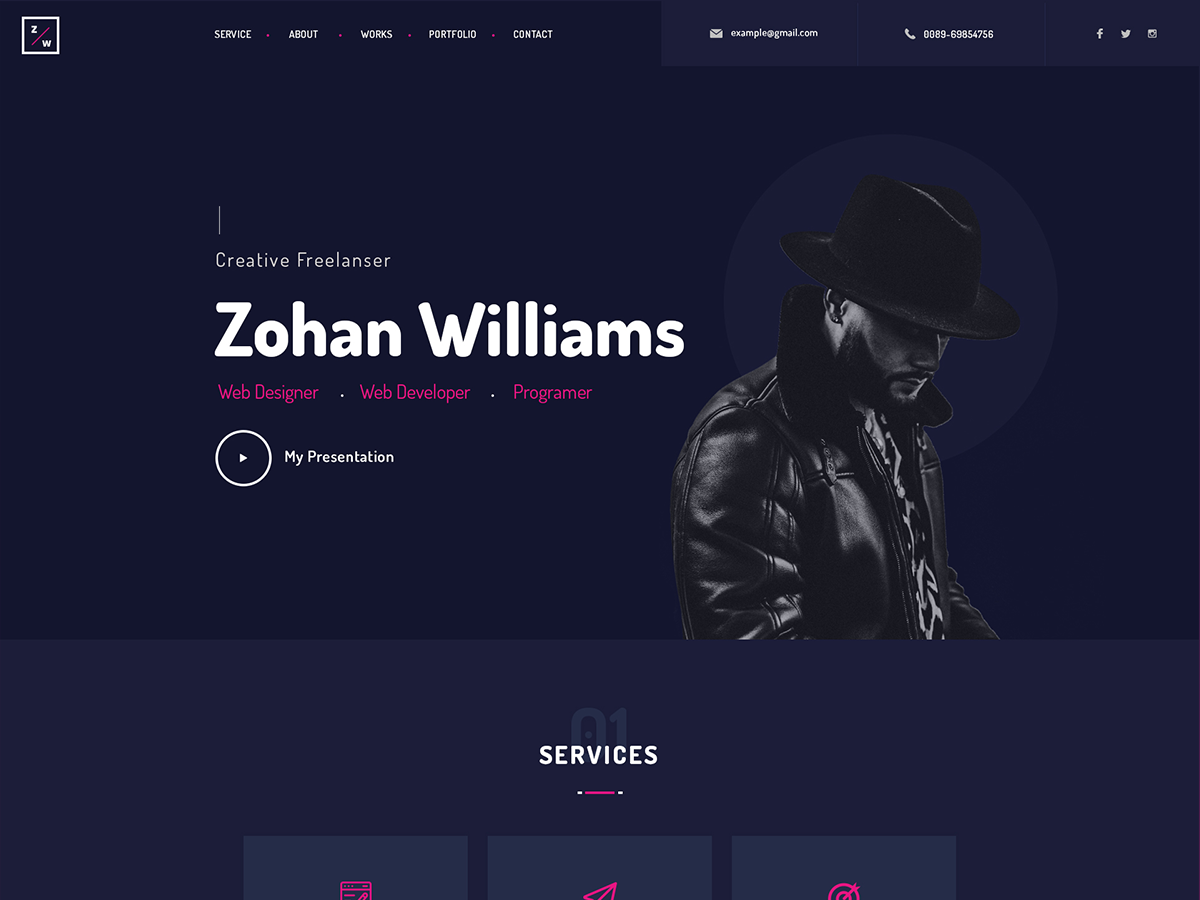 Z
W
SERVICE • ABOUT • WORKS • PORTFOLIO • CONTACT
example@gmail.com
0089-69854756
Creative Freelanser
Zohan Williams
Web Designer . Web Developer . Programer
My Presentation
01
SERVICES